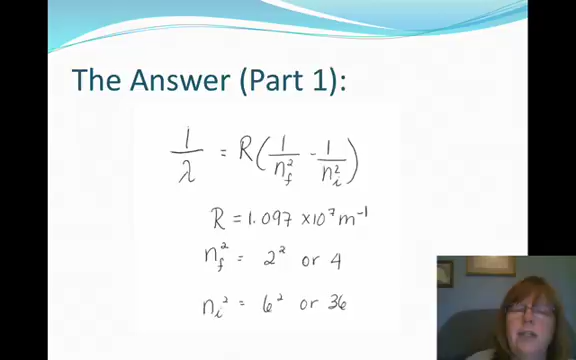 The Answer (Part 1):
1/λ = R(1/n_f² - 1/n_i²)
R = 1.097 x10⁷ m⁻¹
n_f² = 2² or 4
n_i² = 6² or 36